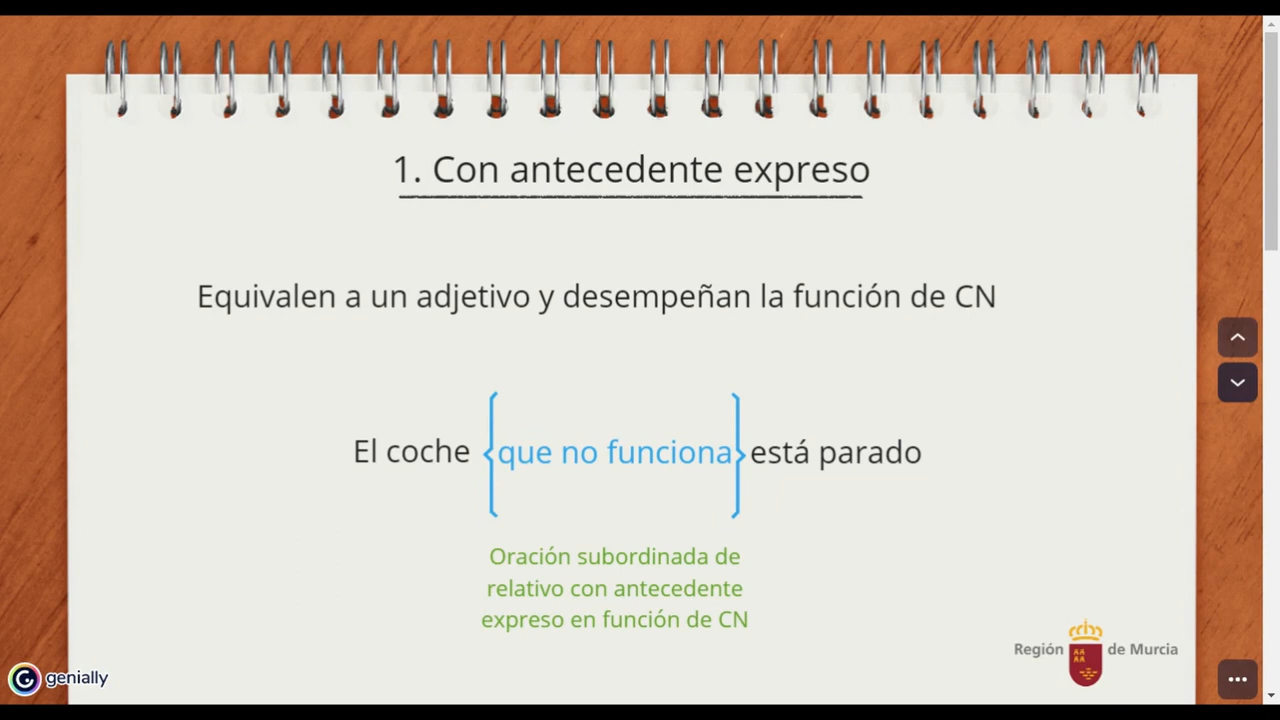 1. Con antecedente expreso
Equivalen a un adjetivo y desempeñan la función de CN
El coche que no funciona está parado
Oración subordinada de
relativo con antecedente
expreso en función de CN
Región de Murcia
genially